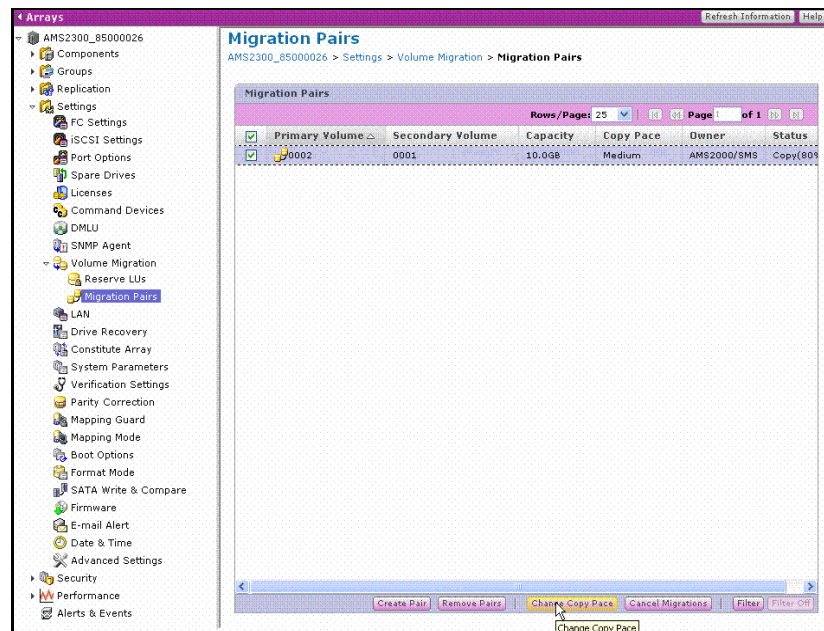 Arrays
Refresh Information Help
AMS2300_85000026
Components
Groups
Replication
Settings
FC Settings
iSCSI Settings
Port Options
Spare Drives
Licenses
Command Devices
DMLU
SNMP Agent
Volume Migration
Reserve LUs
Migration Pairs
LAN
Drive Recovery
Constitute Array
System Parameters
Verification Settings
Parity Correction
Mapping Guard
Mapping Mode
Boot Options
Format Mode
SATA Write & Compare
Firmware
E-mail Alert
Date & Time
Advanced Settings
Security
Performance
Alerts & Events
Migration Pairs
AMS2300_85000026 > Settings > Volume Migration > Migration Pairs
Migration Pairs
Rows/Page: 25 Page 1 of 1
Primary Volume Secondary Volume Capacity Copy Pace Owner Status
0002 0001 10.0GB Medium AMS2000/SMS Copy(80%
Create Pair Remove Pairs Change Copy Pace Cancel Migrations Filter Filter Off
Change Copy Pace